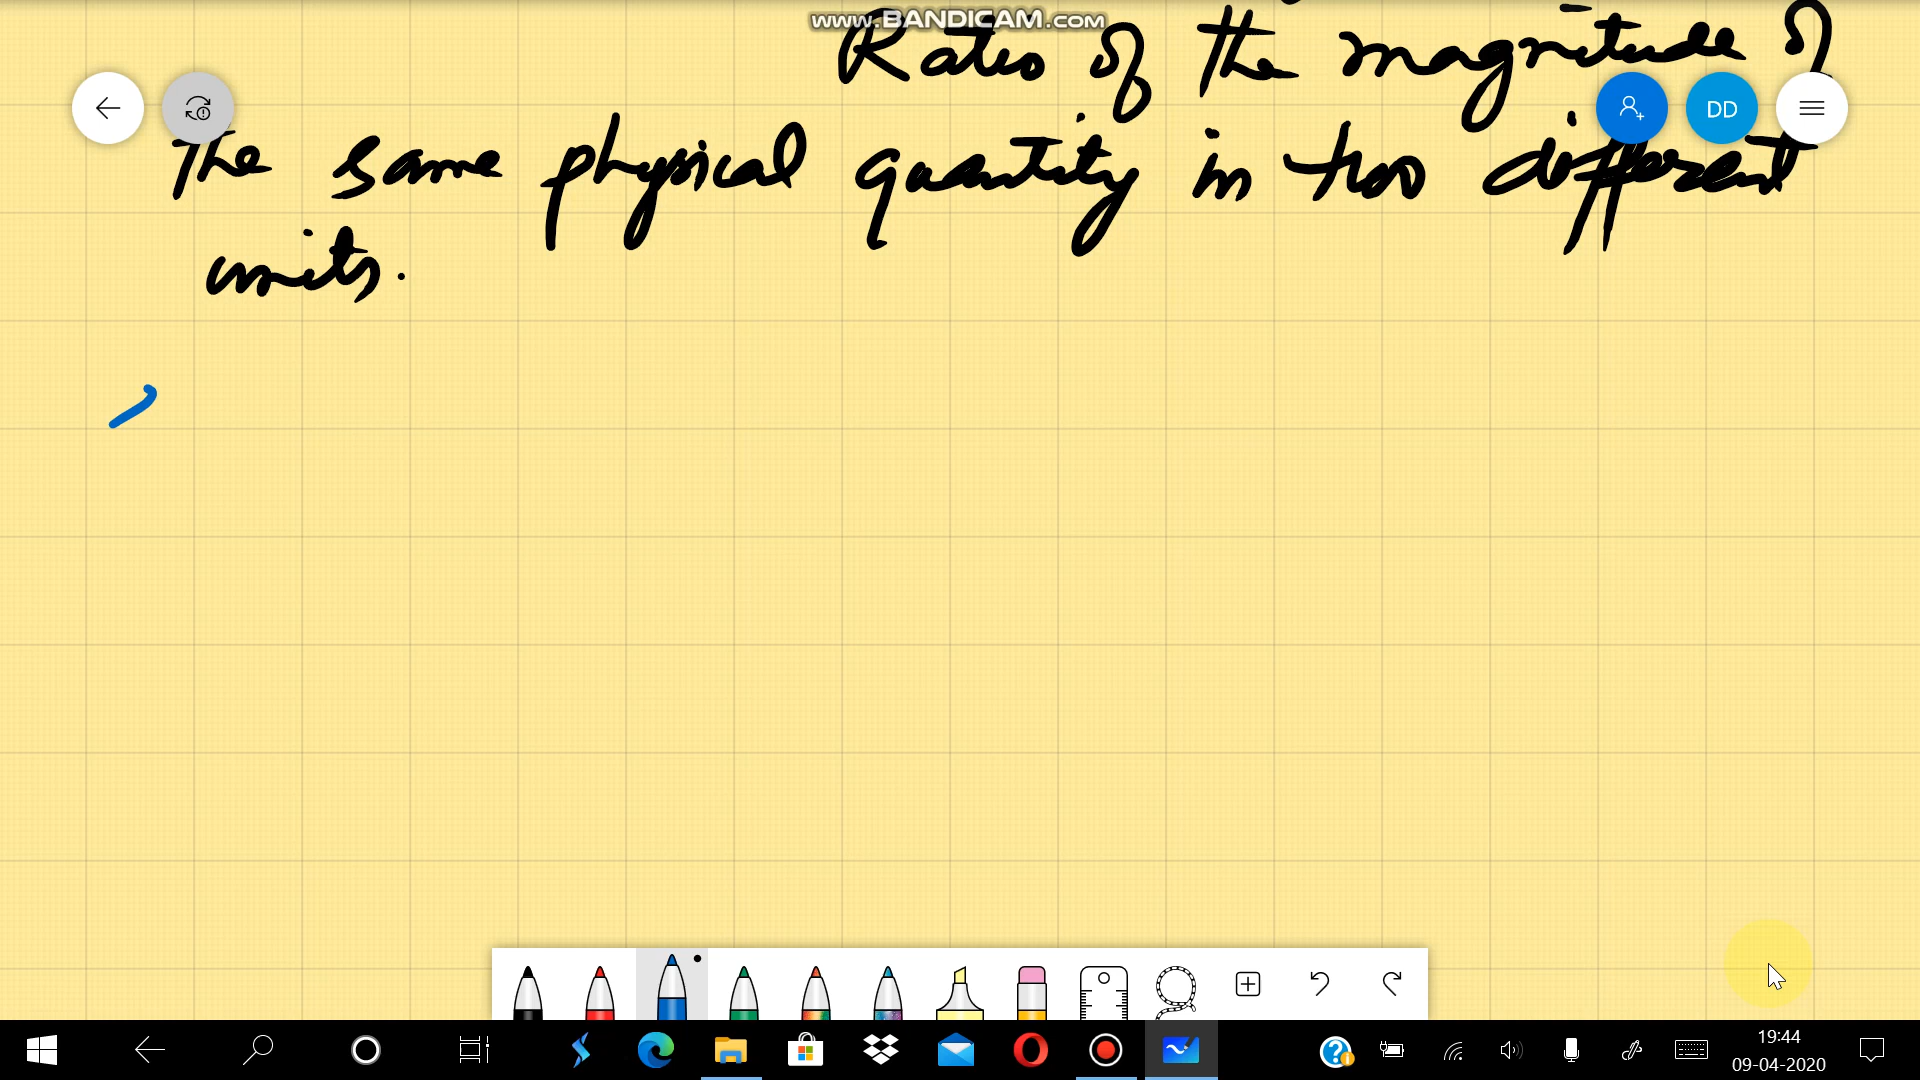 www.BANDICAM.com
Ratio of the magnitude of
the same physical quantity in two different
units.
DD
19:44
09-04-2020